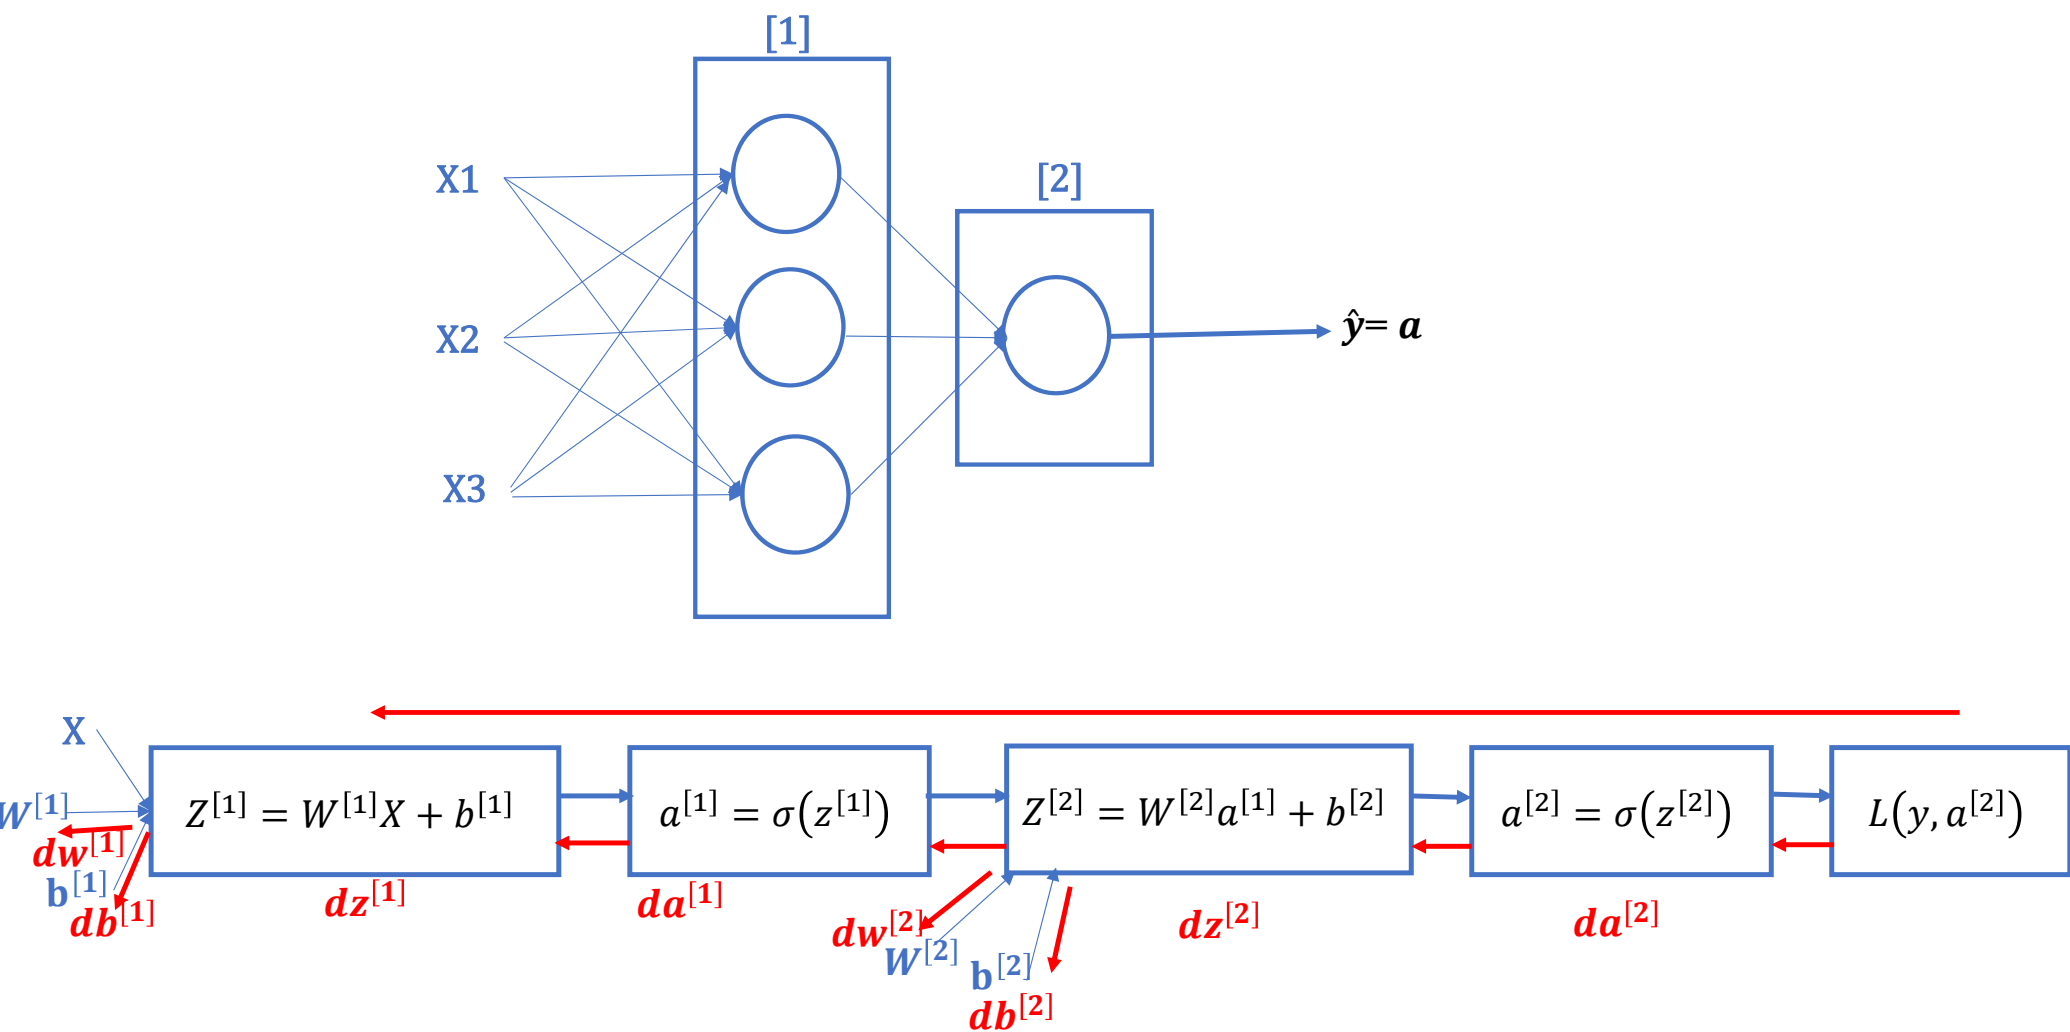 [1]
X1
[2]
X2
ŷ= a
X3
X
W^[1]
Z^[1] = W^[1]X + b^[1]
a^[1] = σ(z^[1])
Z^[2] = W^[2]a^[1] + b^[2]
a^[2] = σ(z^[2])
L(y, a^[2])
dw^[1]
b^[1]
db^[1]
dz^[1]
da^[1]
dw^[2]
W^[2]
b^[2]
db^[2]
dz^[2]
da^[2]